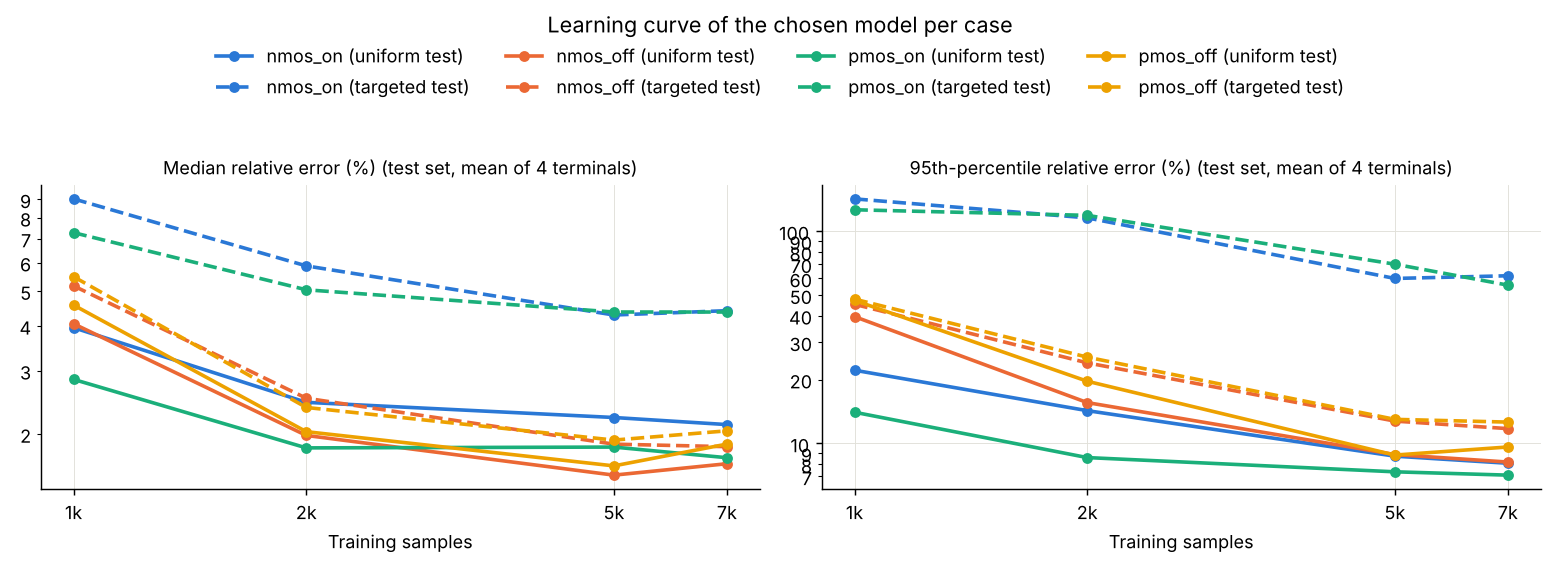 Learning curve of the chosen model per case
nmos_on (uniform test) nmos_off (uniform test) pmos_on (uniform test) pmos_off (uniform test)
nmos_on (targeted test) nmos_off (targeted test) pmos_on (targeted test) pmos_off (targeted test)
Median relative error (%) (test set, mean of 4 terminals)
9
8
7
6
5
4
3
2
1k 2k 5k 7k
Training samples
95th-percentile relative error (%) (test set, mean of 4 terminals)
100
90
80
70
60
50
40
30
20
10
9
8
7
1k 2k 5k 7k
Training samples